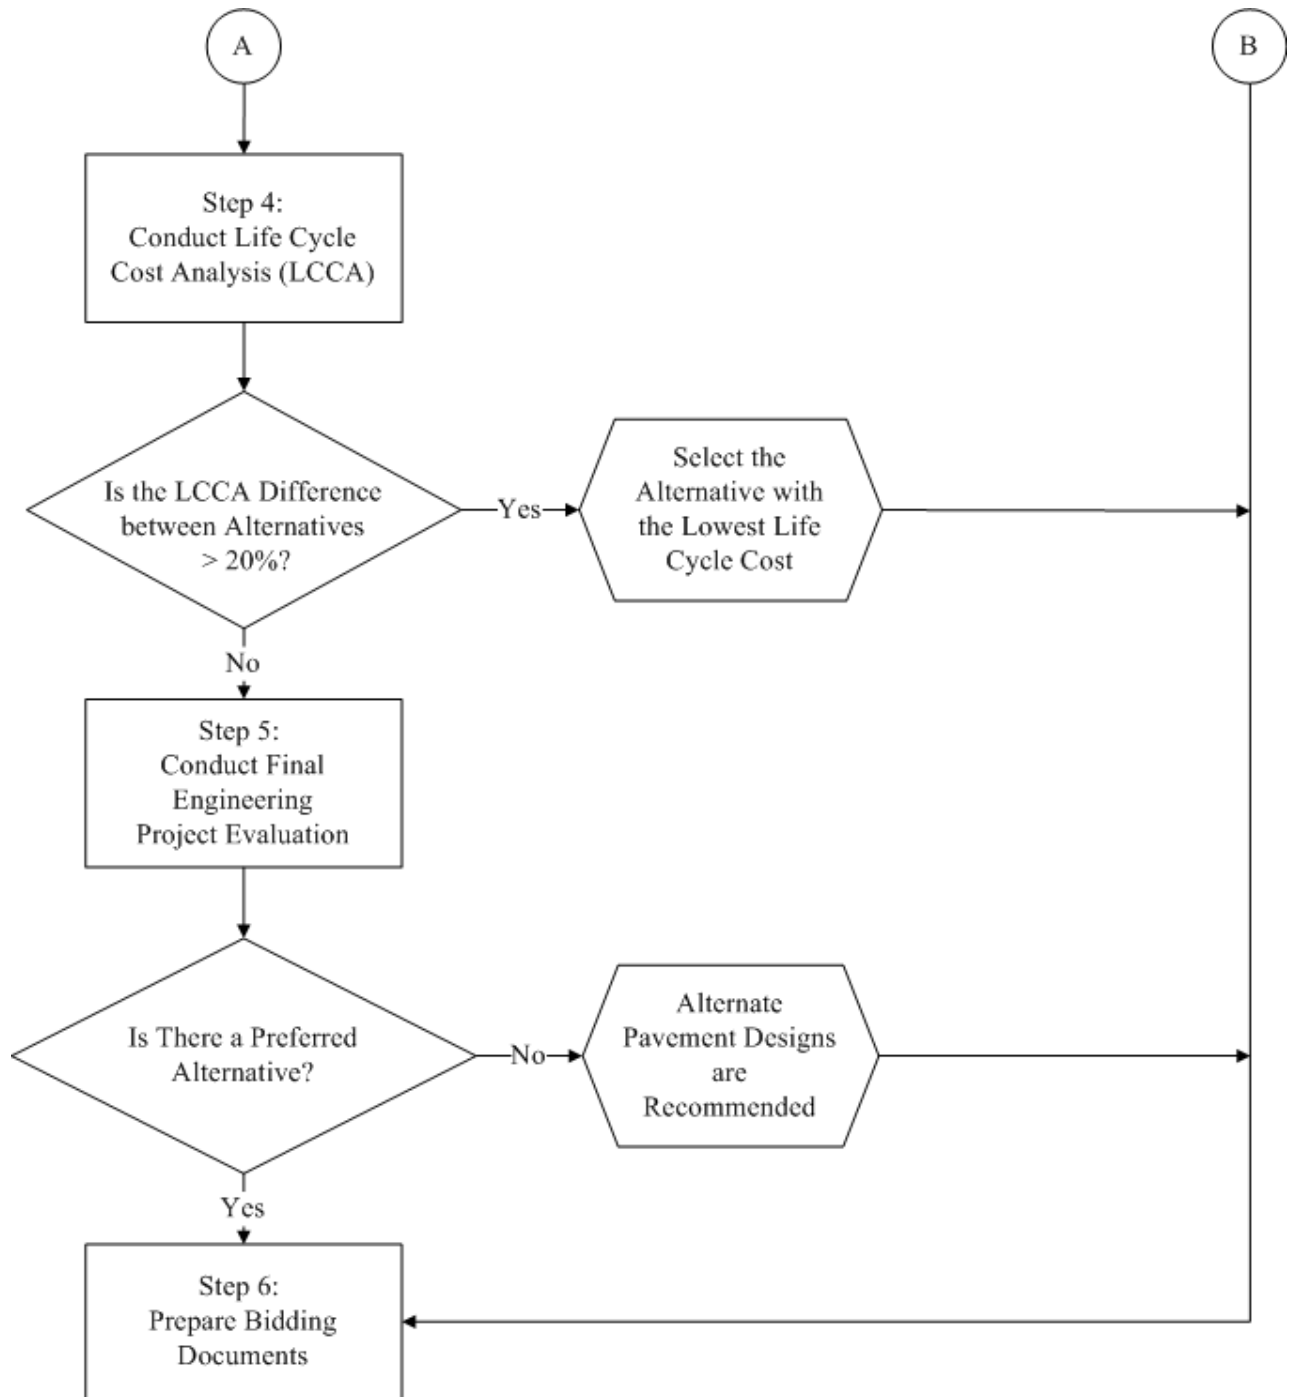 A
B
Step 4:
Conduct Life Cycle
Cost Analysis (LCCA)
Is the LCCA Difference
between Alternatives
> 20%?
Yes
Select the
Alternative with
the Lowest Life
Cycle Cost
No
Step 5:
Conduct Final
Engineering
Project Evaluation
Is There a Preferred
Alternative?
No
Alternate
Pavement Designs
are
Recommended
Yes
Step 6:
Prepare Bidding
Documents